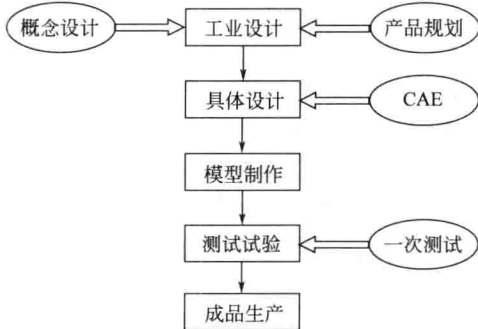 概念设计
工业设计
产品规划
具体设计
CAE
模型制作
测试试验
一次测试
成品生产